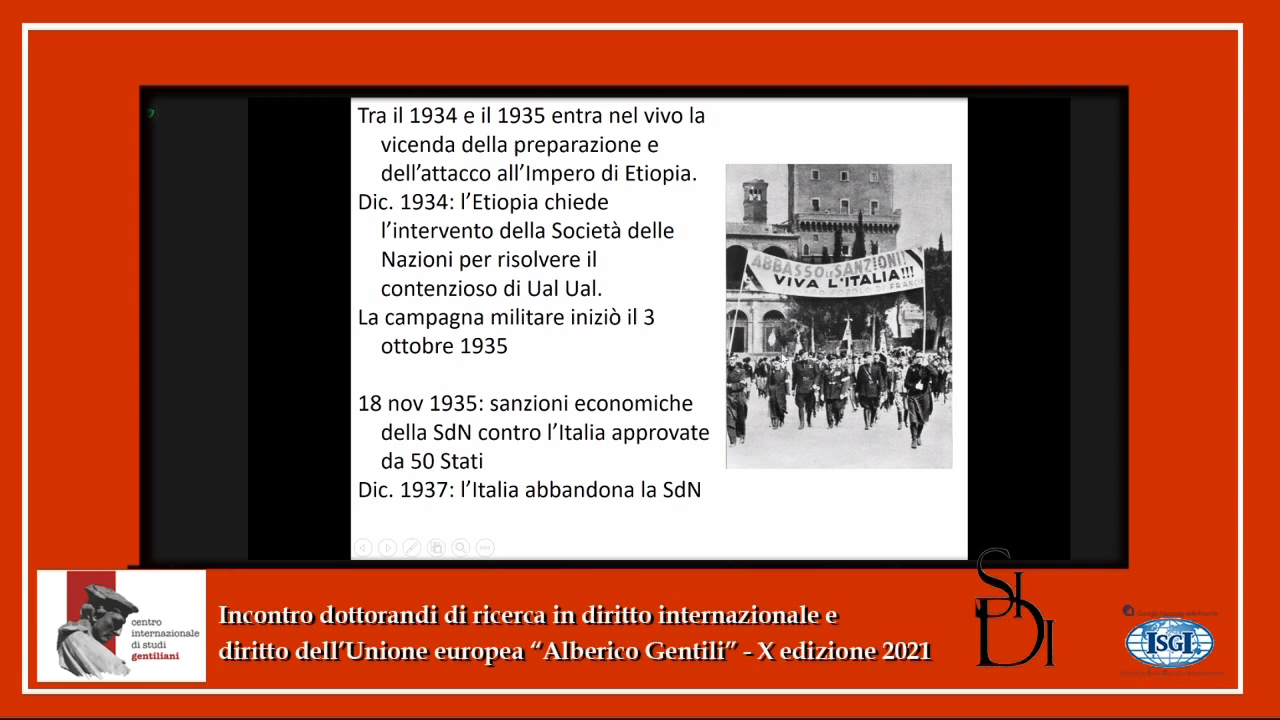 Tra il 1934 e il 1935 entra nel vivo la
vicenda della preparazione e
dell’attacco all’Impero di Etiopia.
Dic. 1934: l’Etiopia chiede
l’intervento della Società delle
Nazioni per risolvere il
contenzioso di Ual Ual.
La campagna militare iniziò il 3
ottobre 1935
18 nov 1935: sanzioni economiche
della SdN contro l’Italia approvate
da 50 Stati
Dic. 1937: l’Italia abbandona la SdN
ABBASSO LE SANZIONI!
VIVA L'ITALIA!!!
centro
internazionale
di studi
gentiliani
Incontro dottorandi di ricerca in diritto internazionale e
diritto dell’Unione europea “Alberico Gentili” - X edizione 2021
SIDI
ISGI